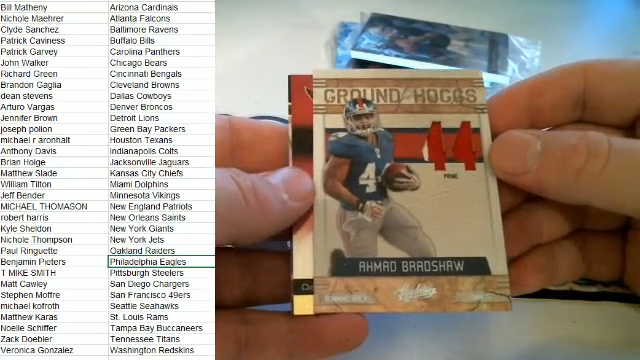 Bill Matheny Arizona Cardinals
Nichole Maehrer Atlanta Falcons
Clyde Sanchez Baltimore Ravens
Patrick Caviness Buffalo Bills
Patrick Garvey Carolina Panthers
John Walker Chicago Bears
Richard Green Cincinnati Bengals
Brandon Gaglia Cleveland Browns
dean stevens Dallas Cowboys
Arturo Vargas Denver Broncos
Jennifer Brown Detroit Lions
joseph polion Green Bay Packers
michael r aronhalt Houston Texans
Anthony Davis Indianapolis Colts
Brian Hoige Jacksonville Jaguars
Matthew Slade Kansas City Chiefs
William Tilton Miami Dolphins
Jeff Bender Minnesota Vikings
MICHAEL THOMASON New England Patriots
robert harris New Orleans Saints
Kyle Sheldon New York Giants
Nichole Thompson New York Jets
Paul Ringuette Oakland Raiders
Benjamin Pieters Philadelphia Eagles
T MIKE SMITH Pittsburgh Steelers
Matt Cawley San Diego Chargers
Stephen Moffre San Francisco 49ers
michael kofroth Seattle Seahawks
Matthew Karas St. Louis Rams
Noelle Schiffer Tampa Bay Buccaneers
Zack Doebler Tennessee Titans
Veronica Gonzalez Washington Redskins
GROUND HOGGS
44
PRIME
AHMAD BRADSHAW
Absolute